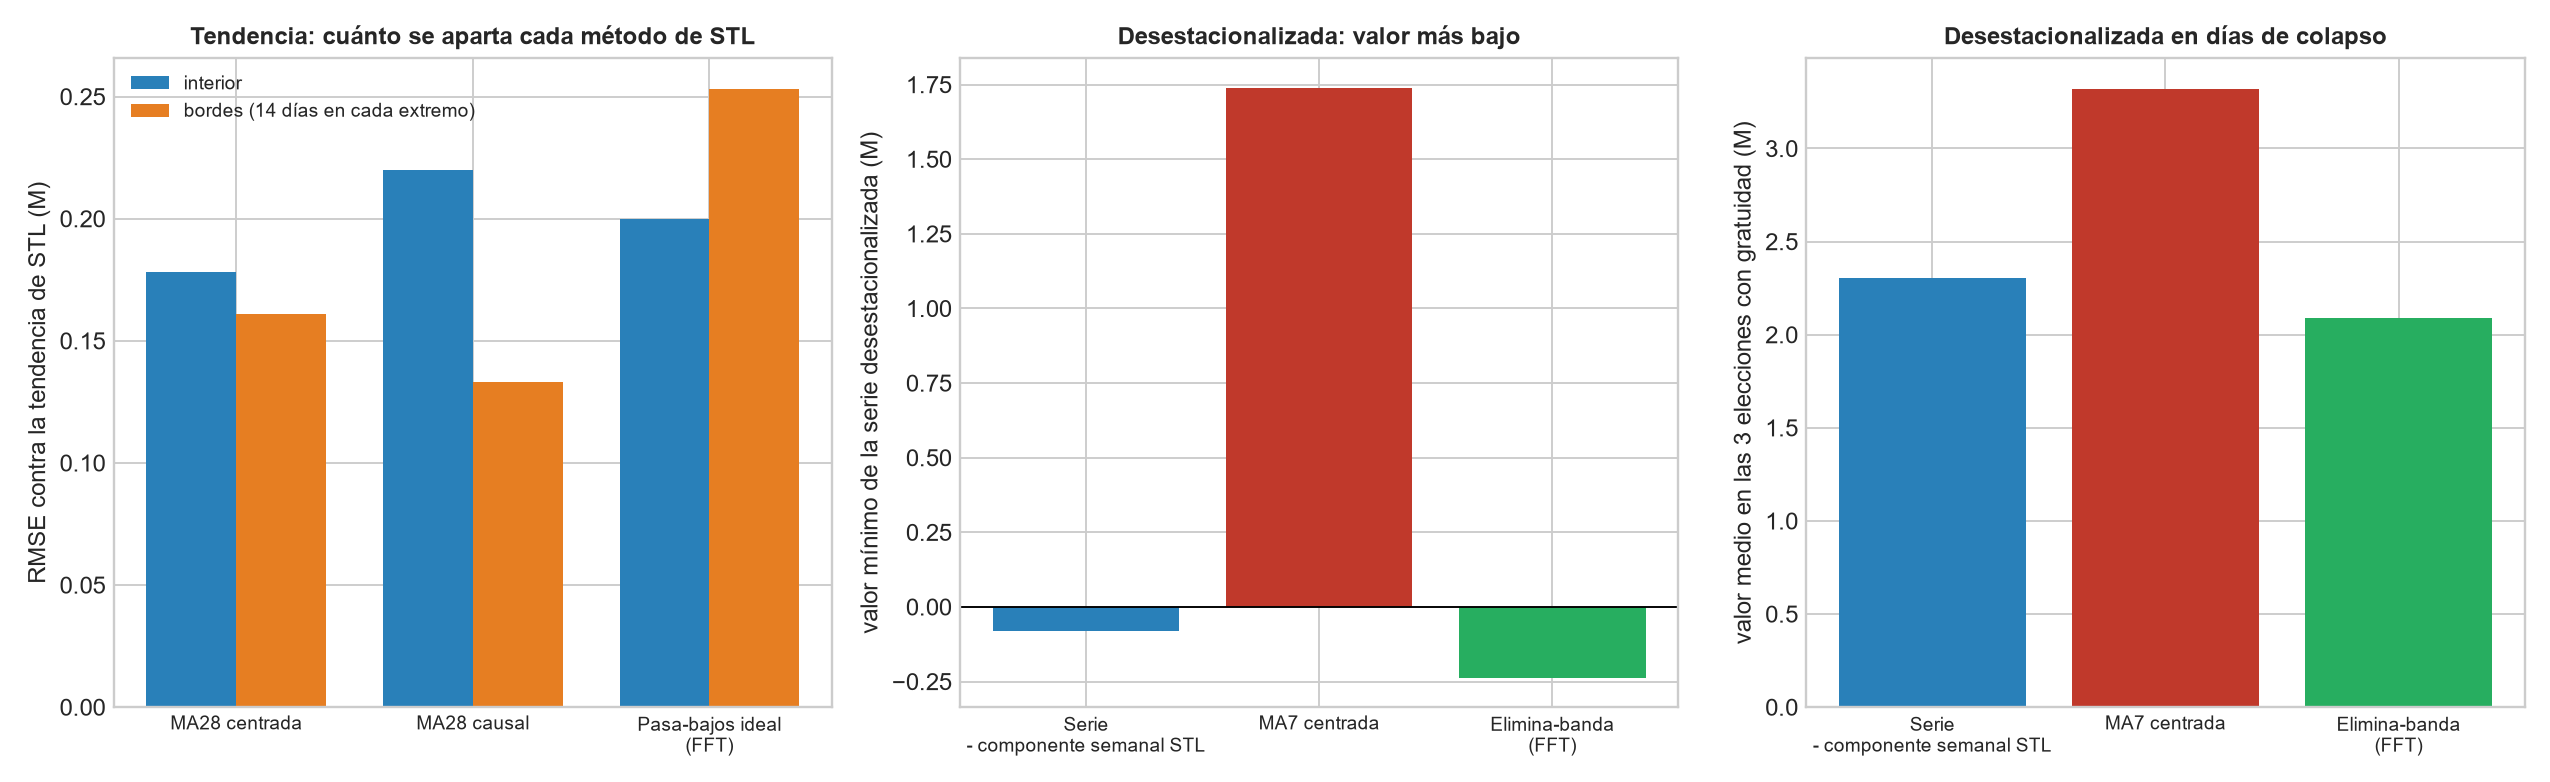 Tendencia: cuánto se aparta cada método de STL
interior
bordes (14 días en cada extremo)
RMSE contra la tendencia de STL (M)
0.25
0.20
0.15
0.10
0.05
0.00
MA28 centrada
MA28 causal
Pasa-bajos ideal
(FFT)
Desestacionalizada: valor más bajo
valor mínimo de la serie desestacionalizada (M)
1.75
1.50
1.25
1.00
0.75
0.50
0.25
0.00
−0.25
Serie
- componente semanal STL
MA7 centrada
Elimina-banda
(FFT)
Desestacionalizada en días de colapso
valor medio en las 3 elecciones con gratuidad (M)
3.0
2.5
2.0
1.5
1.0
0.5
0.0
Serie
- componente semanal STL
MA7 centrada
Elimina-banda
(FFT)